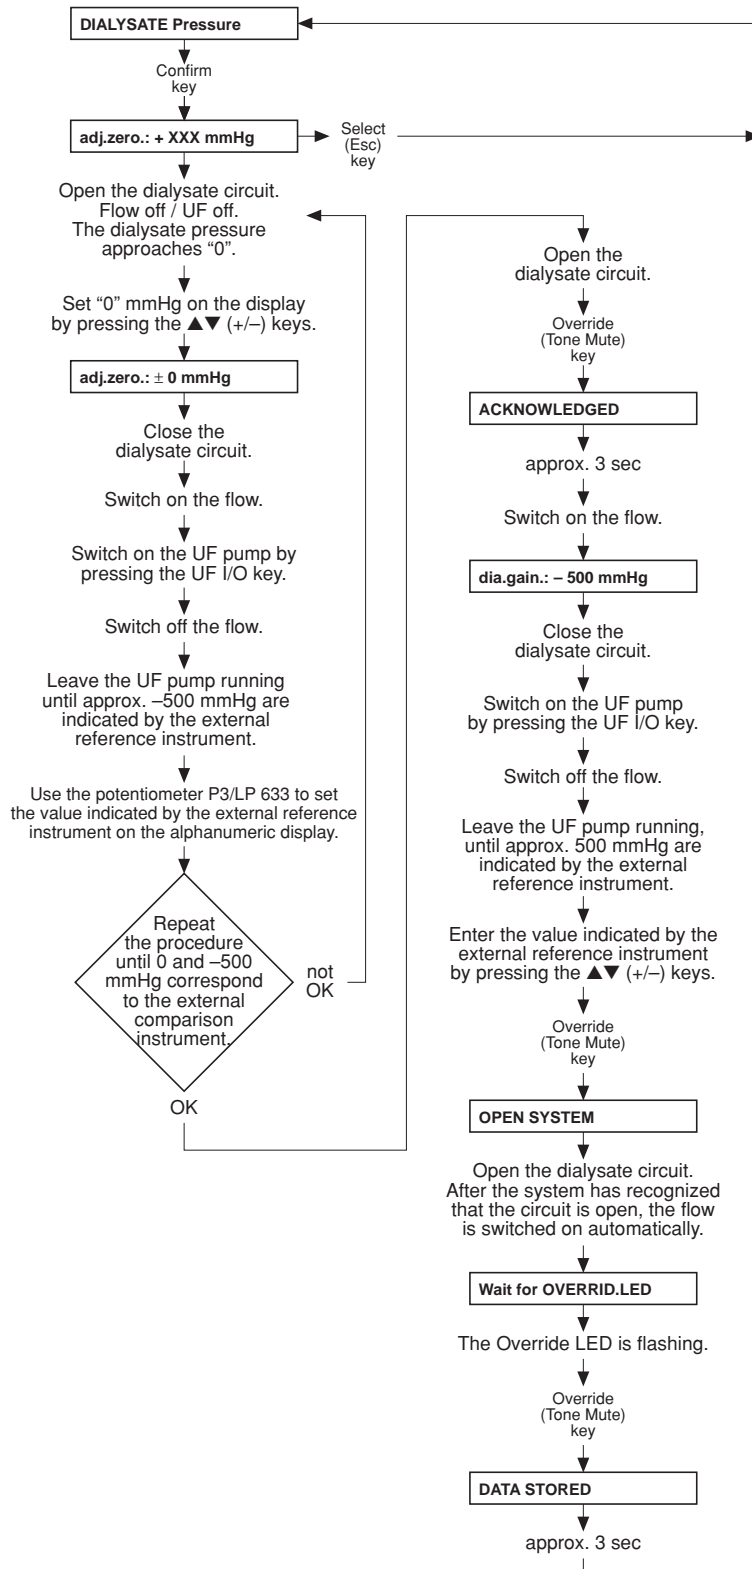 DIALYSATE Pressure
Confirm
key
adj.zero.: + XXX mmHg
Select
(Esc)
key
Open the dialysate circuit.
Flow off / UF off.
The dialysate pressure
approaches “0”.
Set “0” mmHg on the display
by pressing the ▲▼ (+/–) keys.
adj.zero.: ± 0 mmHg
Close the
dialysate circuit.
Switch on the flow.
Switch on the UF pump by
pressing the UF I/O key.
Switch off the flow.
Leave the UF pump running
until approx. –500 mmHg are
indicated by the external
reference instrument.
Use the potentiometer P3/LP 633 to set
the value indicated by the external reference
instrument on the alphanumeric display.
Repeat
the procedure
until 0 and –500
mmHg correspond
to the external
comparison
instrument.
not
OK
OK
Open the
dialysate circuit.
Override
(Tone Mute)
key
ACKNOWLEDGED
approx. 3 sec
Switch on the flow.
dia.gain.: – 500 mmHg
Close the
dialysate circuit.
Switch on the UF pump
by pressing the UF I/O key.
Switch off the flow.
Leave the UF pump running,
until approx. 500 mmHg are
indicated by the external
reference instrument.
Enter the value indicated by the
external reference instrument
by pressing the ▲▼ (+/–) keys.
Override
(Tone Mute)
key
OPEN SYSTEM
Open the dialysate circuit.
After the system has recognized
that the circuit is open, the flow
is switched on automatically.
Wait for OVERRID.LED
The Override LED is flashing.
Override
(Tone Mute)
key
DATA STORED
approx. 3 sec